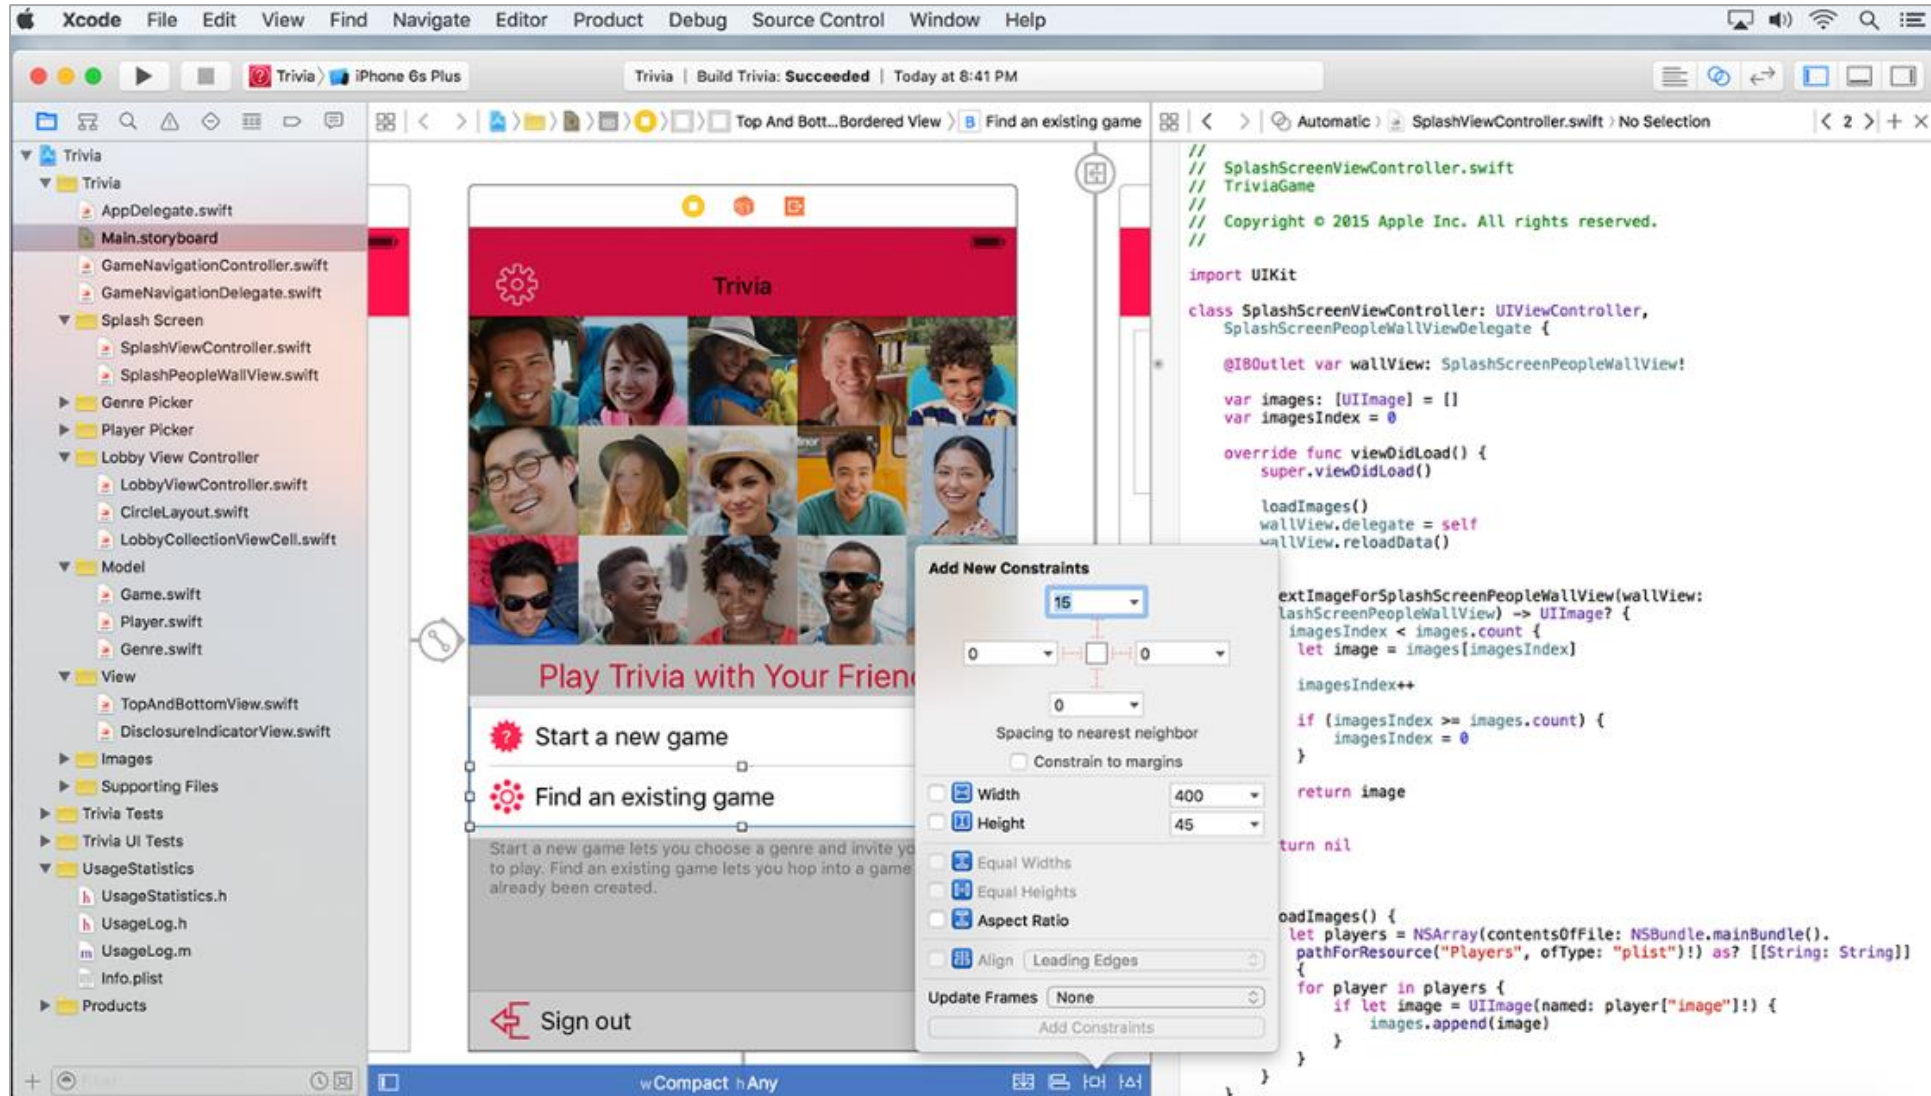 Xcode File Edit View Find Navigate Editor Product Debug Source Control Window Help
Trivia iPhone 6s Plus
Trivia | Build Trivia: Succeeded | Today at 8:41 PM
Top And Bott...Bordered View B Find an existing game
Automatic SplashViewController.swift No Selection
2
Trivia
Trivia
AppDelegate.swift
Main.storyboard
GameNavigationController.swift
GameNavigationDelegate.swift
Splash Screen
SplashViewController.swift
SplashPeopleWallView.swift
Genre Picker
Player Picker
Lobby View Controller
LobbyViewController.swift
CircleLayout.swift
LobbyCollectionViewCell.swift
Model
Game.swift
Player.swift
Genre.swift
View
TopAndBottomView.swift
DisclosureIndicatorView.swift
Images
Supporting Files
Trivia Tests
Trivia UI Tests
UsageStatistics
h UsageStatistics.h
h UsageLog.h
m UsageLog.m
Info.plist
Products
Trivia
Play Trivia with Your Frien
Start a new game
Find an existing game
Start a new game lets you choose a genre and invite yo
to play. Find an existing game lets you hop into a game
already been created.
Sign out
wCompact hAny
Add New Constraints
15
0
0
0
Spacing to nearest neighbor
Constrain to margins
Width 400
Height 45
Equal Widths
Equal Heights
Aspect Ratio
Align Leading Edges
Update Frames None
Add Constraints
//
// SplashScreenViewController.swift
// TriviaGame
//
// Copyright © 2015 Apple Inc. All rights reserved.
//
import UIKit
class SplashScreenViewController: UIViewController,
SplashScreenPeopleWallViewDelegate {
@IBOutlet var wallView: SplashScreenPeopleWallView!
var images: [UIImage] = []
var imagesIndex = 0
override func viewDidLoad() {
super.viewDidLoad()
loadImages()
wallView.delegate = self
wallView.reloadData()
extImageForSplashScreenPeopleWallView(wallView:
lashScreenPeopleWallView) -> UIImage? {
imagesIndex < images.count {
let image = images[imagesIndex]
imagesIndex++
if (imagesIndex >= images.count) {
imagesIndex = 0
}
return image
turn nil
oadImages() {
let players = NSArray(contentsOfFile: NSBundle.mainBundle().
pathForResource("Players", ofType: "plist")!) as? [[String: String]]
{
for player in players {
if let image = UIImage(named: player["image"]!) {
images.append(image)
}
}
}